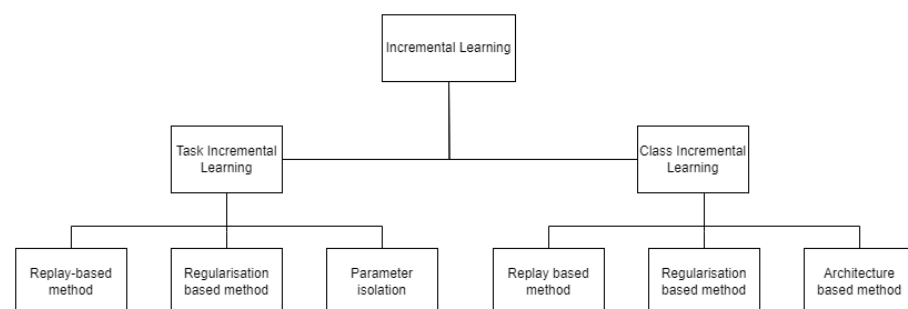 Incremental Learning
Task Incremental
Learning
Class Incremental
Learning
Replay-based
method
Regularisation
based method
Parameter
isolation
Replay based
method
Regularisation
based method
Architecture
based method